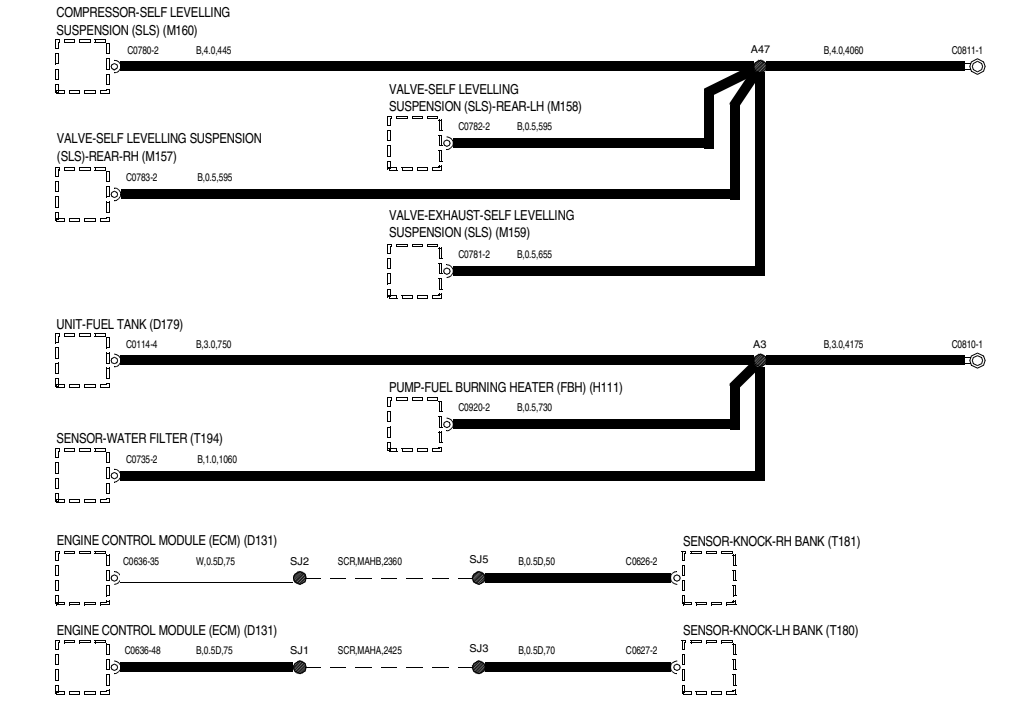 COMPRESSOR-SELF LEVELLING
SUSPENSION (SLS) (M160)
C0780-2 B,4.0,445 A47 B,4.0,4060 C0811-1
VALVE-SELF LEVELLING
SUSPENSION (SLS)-REAR-LH (M158)
C0782-2 B,0.5,595
VALVE-SELF LEVELLING SUSPENSION
(SLS)-REAR-RH (M157)
C0783-2 B,0.5,595
VALVE-EXHAUST-SELF LEVELLING
SUSPENSION (SLS) (M159)
C0781-2 B,0.5,655
UNIT-FUEL TANK (D179)
C0114-4 B,3.0,750 A3 B,3.0,4175 C0810-1
PUMP-FUEL BURNING HEATER (FBH) (H111)
C0920-2 B,0.5,730
SENSOR-WATER FILTER (T194)
C0735-2 B,1.0,1060
ENGINE CONTROL MODULE (ECM) (D131) SENSOR-KNOCK-RH BANK (T181)
C0636-35 W,0.5D,75 SJ2 SCR,MAHB,2360 SJ5 B,0.5D,50 C0626-2
ENGINE CONTROL MODULE (ECM) (D131) SENSOR-KNOCK-LH BANK (T180)
C0636-48 B,0.5D,75 SJ1 SCR,MAHA,2425 SJ3 B,0.5D,70 C0627-2